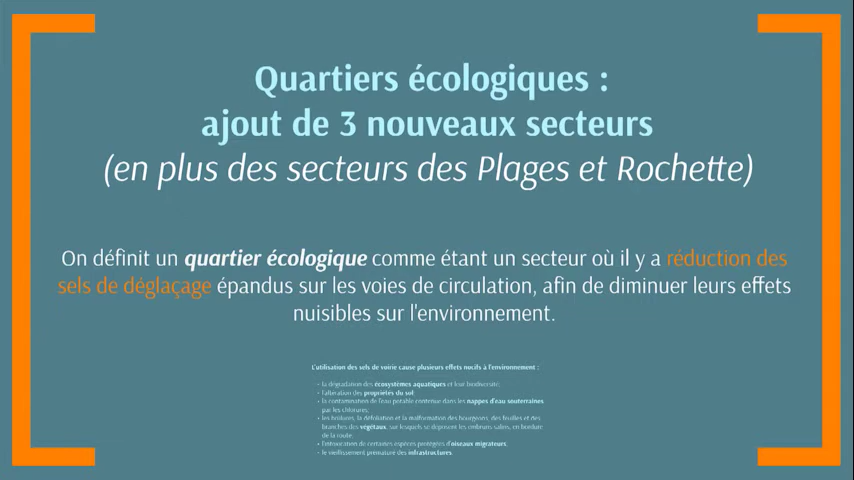 Quartiers écologiques :
ajout de 3 nouveaux secteurs
(en plus des secteurs des Plages et Rochette)
On définit un quartier écologique comme étant un secteur où il y a réduction des
sels de déglaçage épandus sur les voies de circulation, afin de diminuer leurs effets
nuisibles sur l'environnement.
L'utilisation des sels de voirie cause plusieurs effets nocifs à l'environnement :
- la dégradation des écosystèmes aquatiques et leur biodiversité;
- l'altération des propriétés du sol;
- la contamination de l'eau potable contenue dans les nappes d'eau souterraines
par les chlorures;
- les brûlures, la défoliation et la malformation des bourgeons, des feuilles et des
branches des végétaux, sur lesquels se déposent les embruns salins, en bordure
de la route;
- l'intoxication de certaines espèces protégées d'oiseaux migrateurs;
- le vieillissement prématuré des infrastructures.